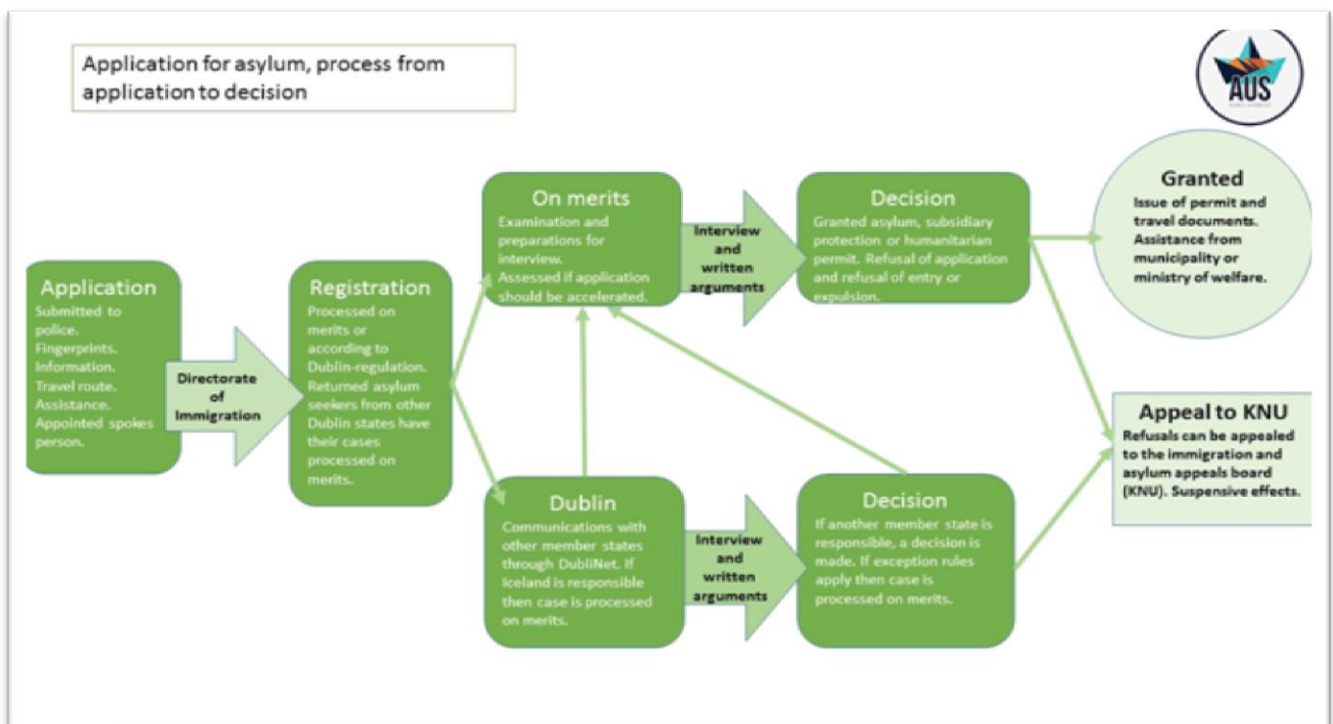 Application for asylum, process from
application to decision
AUS
Application
Submitted to
police.
Fingerprints.
Information.
Travel route.
Assistance.
Appointed spokes
person.
Directorate
of
Immigration
Registration
Processed on
merits or
according to
Dublin-regulation.
Returned asylum
seekers from other
Dublin states have
their cases
processed on
merits.
On merits
Examination and
preparations for
interview.
Assessed if application
should be accelerated.
Interview
and
written
arguments
Decision
Granted asylum, subsidiary
protection or humanitarian
permit. Refusal of application
and refusal of entry or
expulsion.
Granted
Issue of permit and
travel documents.
Assistance from
municipality or
ministry of welfare.
Dublin
Communications with
other member states
through DubliNet. If
Iceland is responsible
then case is processed
on merits.
Interview
and
written
arguments
Decision
If another member state is
responsible, a decision is
made. If exception rules
apply then case is
processed on merits.
Appeal to KNU
Refusals can be appealed
to the immigration and
asylum appeals board
(KNU). Suspensive effects.